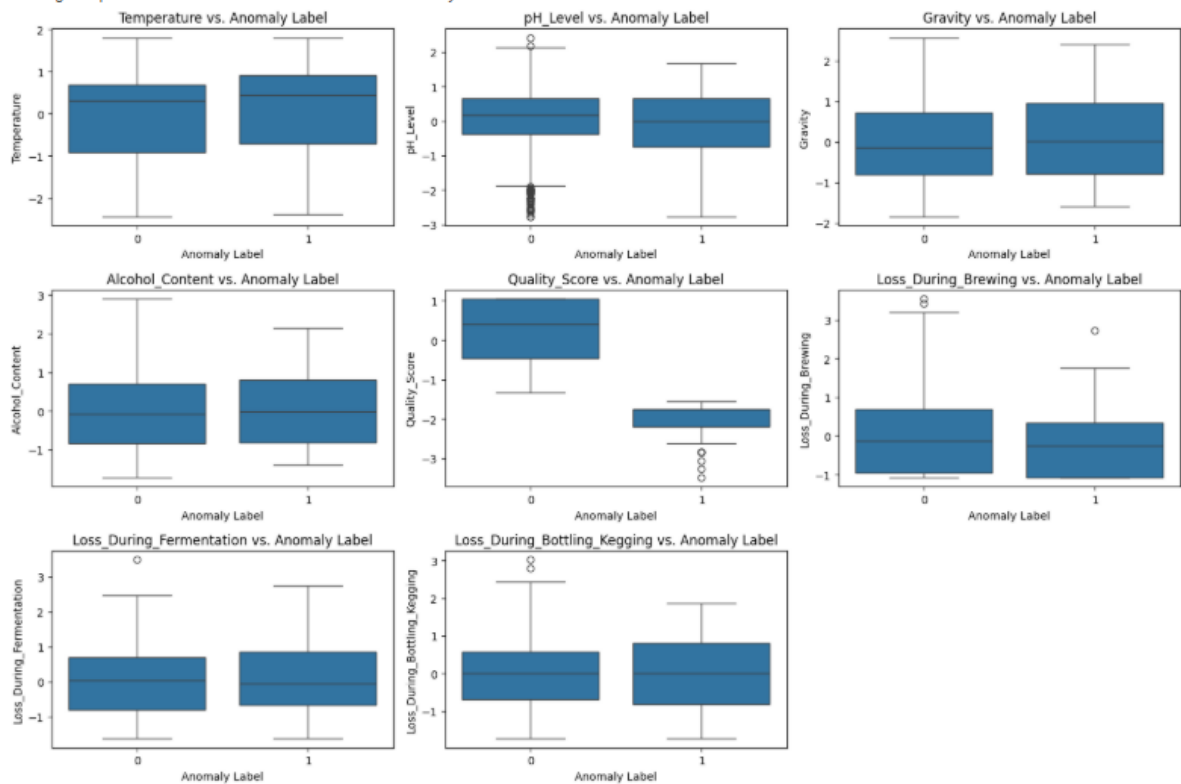 Temperature vs. Anomaly Label
pH_Level vs. Anomaly Label
Gravity vs. Anomaly Label
2
1
0
−1
−2
Temperature
0
1
Anomaly Label
2
1
0
−1
−2
−3
pH_Level
0
1
Anomaly Label
2
1
0
−1
−2
Gravity
0
1
Anomaly Label
Alcohol_Content vs. Anomaly Label
Quality_Score vs. Anomaly Label
Loss_During_Brewing vs. Anomaly Label
3
2
1
0
−1
Alcohol_Content
0
1
Anomaly Label
1
0
−1
−2
−3
Quality_Score
0
1
Anomaly Label
3
2
1
0
−1
Loss_During_Brewing
0
1
Anomaly Label
Loss_During_Fermentation vs. Anomaly Label
Loss_During_Bottling_Kegging vs. Anomaly Label
3
2
1
0
−1
Loss_During_Fermentation
0
1
Anomaly Label
3
2
1
0
−1
Loss_During_Bottling_Kegging
0
1
Anomaly Label